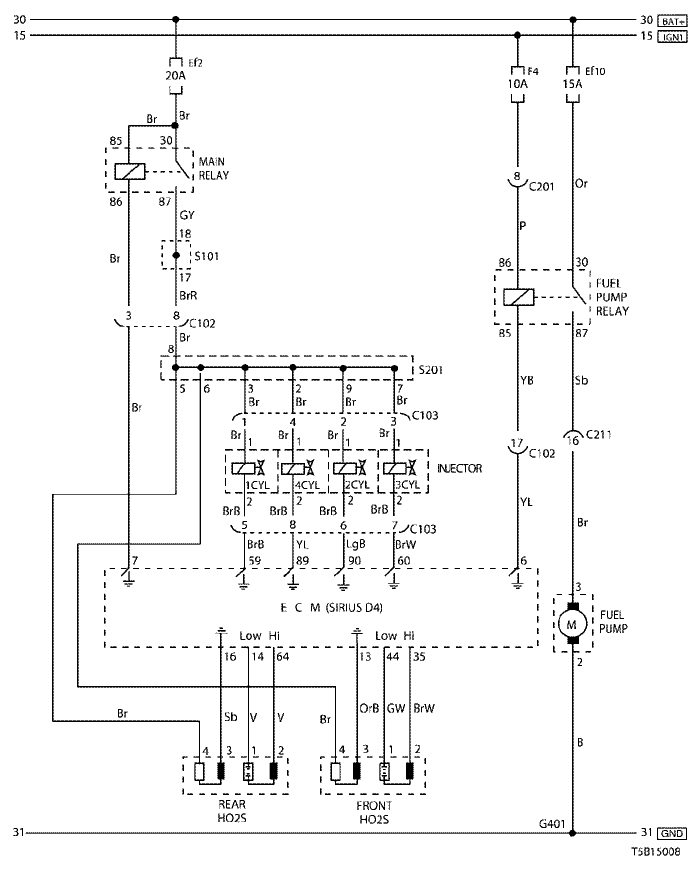 30 30 BAT+
15 15 IGN1
Ef2 F4 Ef10
20A 10A 15A
Br Br
85 30 MAIN RELAY
8 C201 Or
86 87
GY P
18
Br S101 86 30 FUEL PUMP RELAY
17
BrR
3 8 C102
85 87
Br
8
S201
5 6 3 2 9 7 YB Sb
Br Br Br Br Br
C103
1 4 2 3
Br Br Br Br 17 C102 16 C211
1 1 1 1
INJECTOR
1CYL 4CYL 2CYL 3CYL
2 2 2 2
BrB BrB BrB BrB YL
5 8 6 7 C103 Br
BrB YL LgB BrW
7 59 89 90 60 6
3
E C M (SIRIUS D4)
FUEL PUMP
M
Low Hi Low Hi
16 14 64 13 44 35 2
Br Sb V V Br OrB GW BrW
B
4 3 1 2 4 3 1 2
REAR HO2S FRONT HO2S
G401
31 31 GND
T5B15008